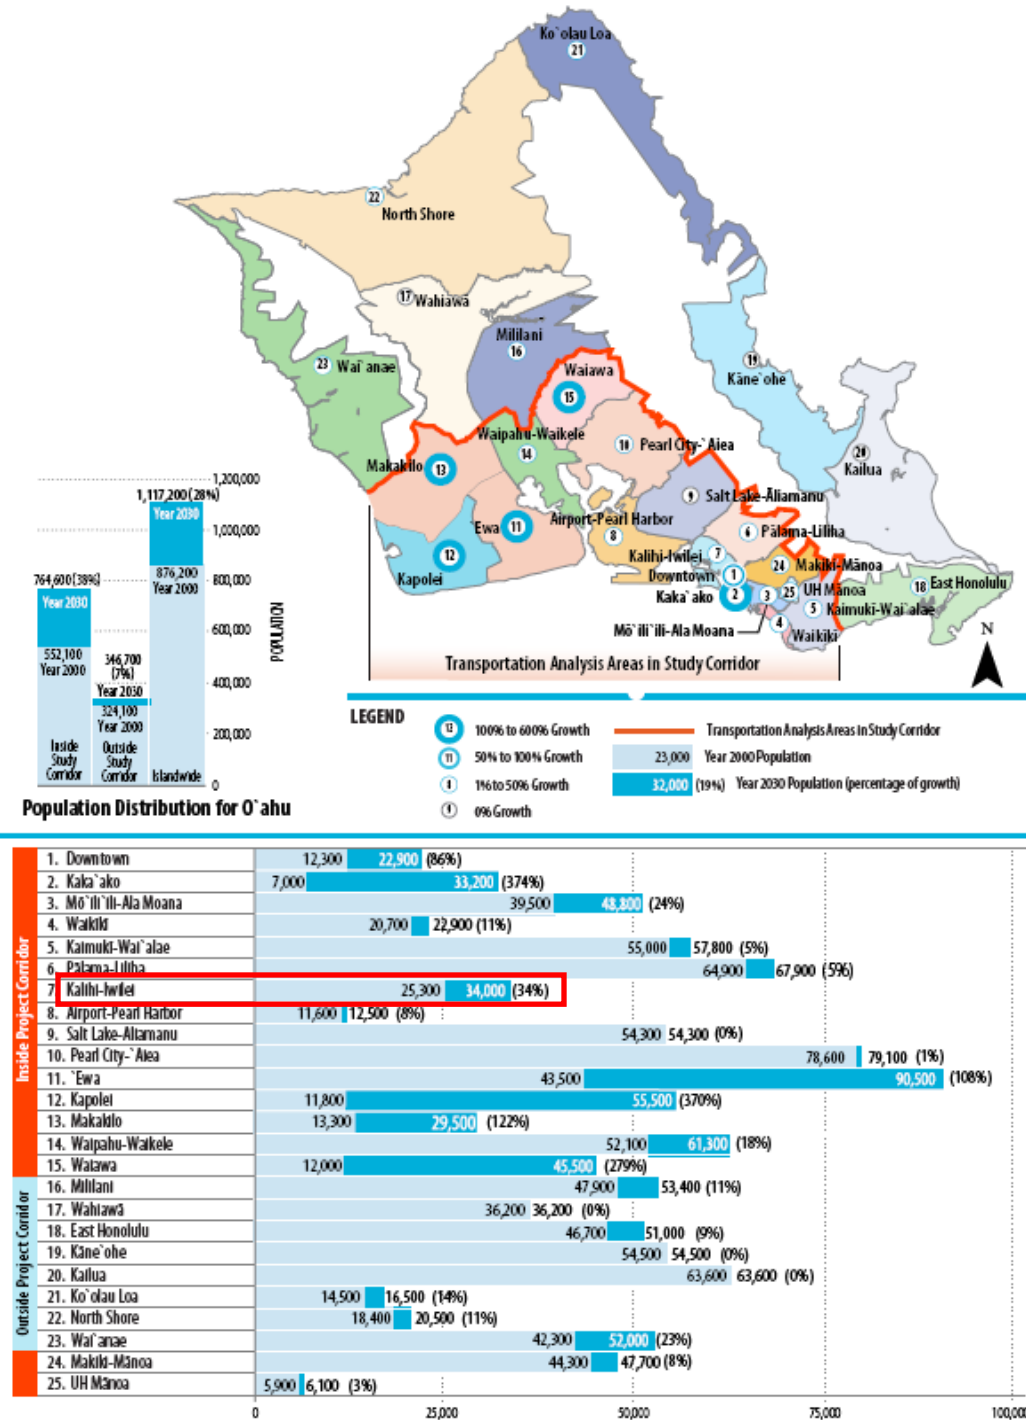 Ko`olau Loa
21
22
North Shore
17 Wahiawā
Mililani
16
23 Wai`anae
Waiawa
15
19
Kāne`ohe
Waipahu-Waikele
14
10 Pearl City-`Aiea
20
Kailua
Makakilo 13
9 Salt Lake-Āliamanu
`Ewa 11
Airport-Pearl Harbor
8
6 Pālama-Liliha
12
Kapolei
Kalihi-Iwilei 7
24 Makiki-Mānoa
Downtown 1
Kaka`ako 2
3
25 UH Mānoa
18 East Honolulu
5 Kaimuki-Wai`alae
Mō`ili`ili-Ala Moana
4
Waikiki
N
Transportation Analysis Areas in Study Corridor
1,200,000
1,117,200 (28%)
Year 2030
1,000,000
764,600 (38%)
876,200
Year 2000
800,000
Year 2030
600,000
552,100
Year 2000
346,700
(7%)
Year 2030
400,000
324,100
Year 2000
200,000
Inside
Study
Corridor
Outside
Study
Corridor
Islandwide
0
POPULATION
Population Distribution for O`ahu
LEGEND
13 100% to 600% Growth
11 50% to 100% Growth
8 1% to 50% Growth
9 0% Growth
Transportation Analysis Areas in Study Corridor
23,000 Year 2000 Population
32,000 (19%) Year 2030 Population (percentage of growth)
Inside Project Corridor
1. Downtown 12,300 22,900 (86%)
2. Kaka`ako 7,000 33,200 (374%)
3. Mō`ili`ili-Ala Moana 39,500 48,800 (24%)
4. Waikiki 20,700 22,900 (11%)
5. Kaimuki-Wai`alae 55,000 57,800 (5%)
6. Pālama-Liliha 64,900 67,900 (5%)
7. Kalihi-Iwilei 25,300 34,000 (34%)
8. Airport-Pearl Harbor 11,600 12,500 (8%)
9. Salt Lake-Aliamanu 54,300 54,300 (0%)
10. Pearl City-`Aiea 78,600 79,100 (1%)
11. `Ewa 43,500 90,500 (108%)
12. Kapolei 11,800 55,500 (370%)
13. Makakilo 13,300 29,500 (122%)
14. Waipahu-Waikele 52,100 61,300 (18%)
15. Waiawa 12,000 45,500 (279%)
Outside Project Corridor
16. Mililani 47,900 53,400 (11%)
17. Wahiawā 36,200 36,200 (0%)
18. East Honolulu 46,700 51,000 (9%)
19. Kāne`ohe 54,500 54,500 (0%)
20. Kailua 63,600 63,600 (0%)
21. Ko`olau Loa 14,500 16,500 (14%)
22. North Shore 18,400 20,500 (11%)
23. Wai`anae 42,300 52,000 (23%)
24. Makiki-Mānoa 44,300 47,700 (8%)
25. UH Mānoa 5,900 6,100 (3%)
0 25,000 50,000 75,000 100,000